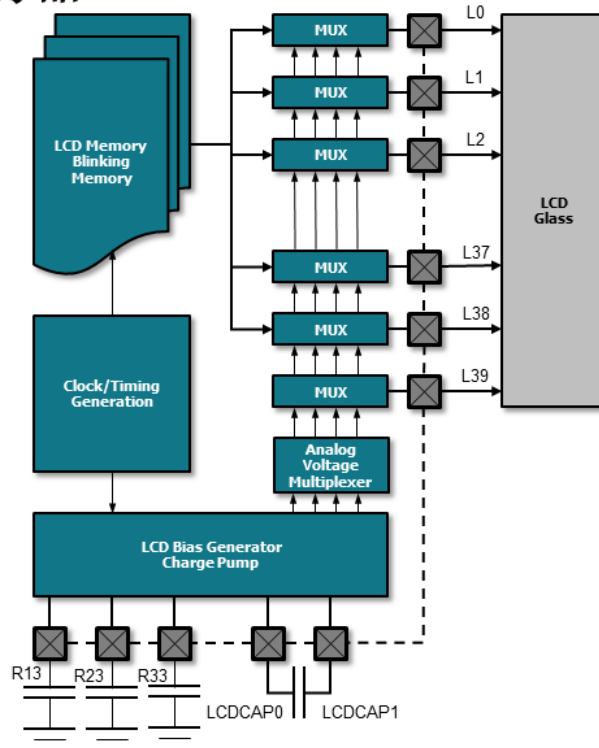 MUX
L0
MUX
L1
LCD Memory
Blinking
Memory
MUX
L2
LCD
Glass
MUX
L37
MUX
L38
Clock/Timing
Generation
MUX
L39
Analog
Voltage
Multiplexer
LCD Bias Generator
Charge Pump
R13
R23
R33
LCDCAP0
LCDCAP1